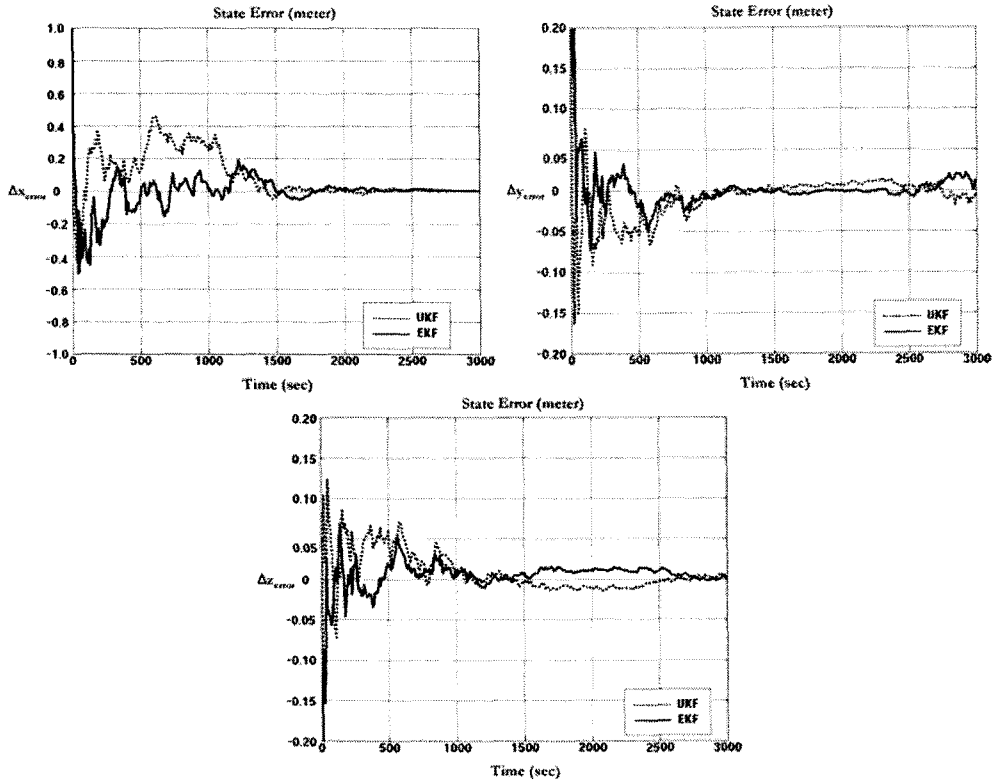 State Error (meter)
1.0
0.8
0.6
0.4
0.2
Δx_error 0
-0.2
-0.4
-0.6
-0.8
-1.0
0 500 1000 1500 2000 2500 3000
Time (sec)
UKF
EKF
State Error (meter)
0.20
0.15
0.10
0.05
Δy_error 0
-0.05
-0.10
-0.15
-0.20
0 500 1000 1500 2000 2500 3000
Time (sec)
UKF
EKF
State Error (meter)
0.20
0.15
0.10
0.05
Δz_error 0
-0.05
-0.10
-0.15
-0.20
0 500 1000 1500 2000 2500 3000
Time (sec)
UKF
EKF